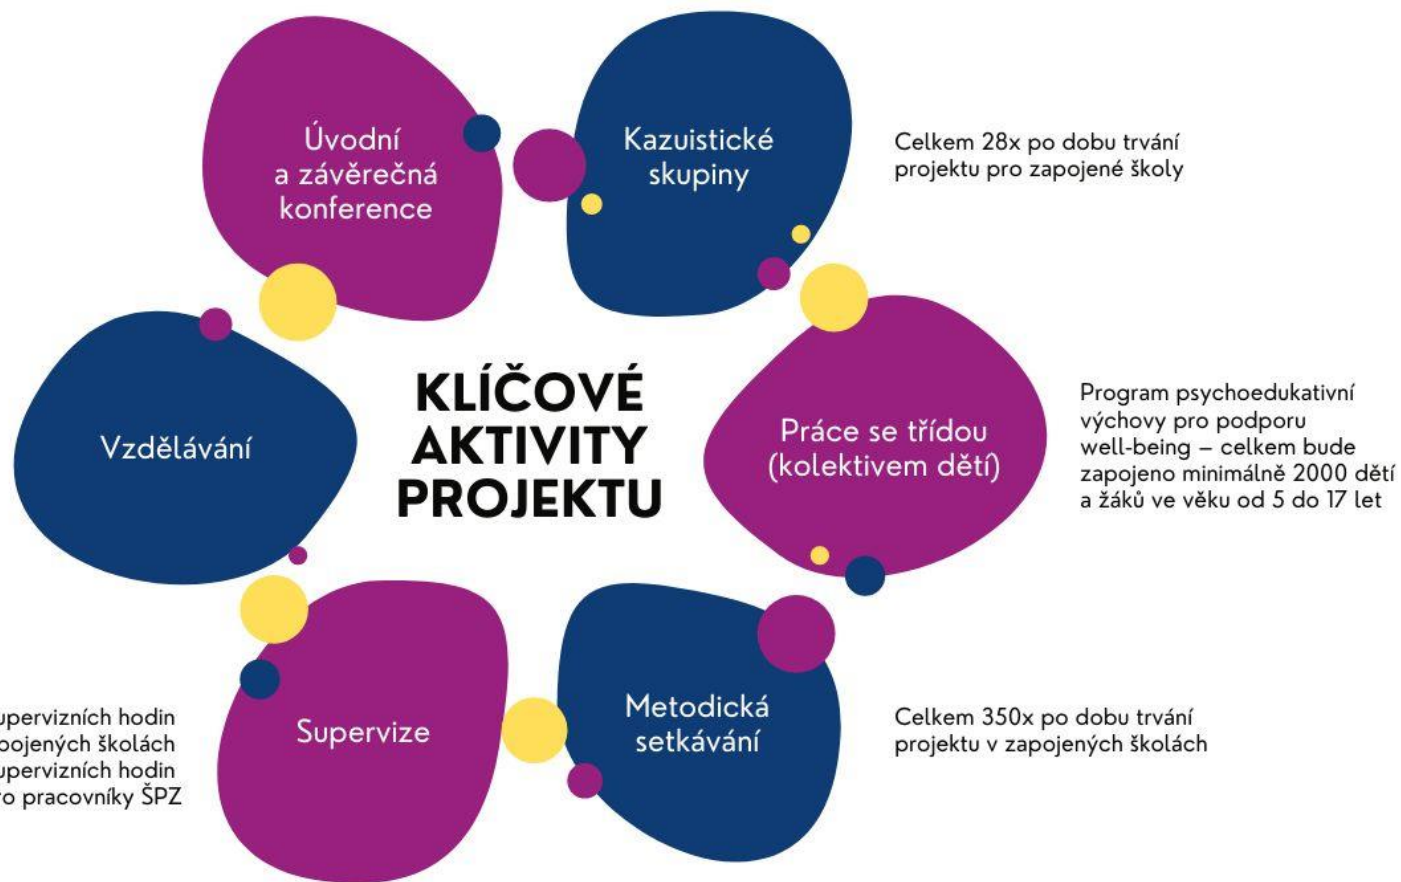 Úvodní
a závěrečná
konference
Kazuistické
skupiny
Celkem 28x po dobu trvání
projektu pro zapojené školy
Vzdělávání
KLÍČOVÉ
AKTIVITY
PROJEKTU
Práce se třídou
(kolektivem dětí)
Program psychoedukativní
výchovy pro podporu
well-being – celkem bude
zapojeno minimálně 2000 dětí
a žáků ve věku od 5 do 17 let
hodin
školách
hodin
pracovníky ŠPZ
Supervize
Metodická
setkávání
Celkem 350x po dobu trvání
projektu v zapojených školách